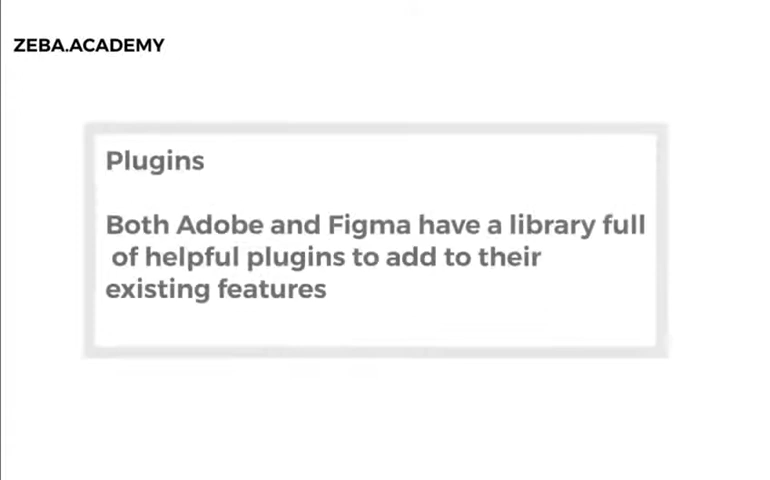 ZEBA.ACADEMY
Plugins
Both Adobe and Figma have a library full
of helpful plugins to add to their
existing features